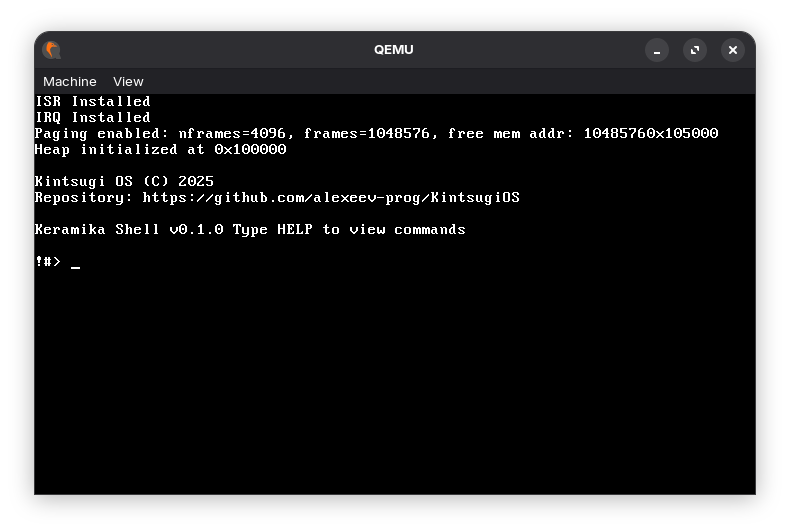 QEMU
Machine View
ISR Installed
IRQ Installed
Paging enabled: nframes=4096, frames=1048576, free mem addr: 10485760x105000
Heap initialized at 0x100000
Kintsugi OS (C) 2025
Repository: https://github.com/alexeev-prog/KintsugiOS
Keramika Shell v0.1.0 Type HELP to view commands
!#> _